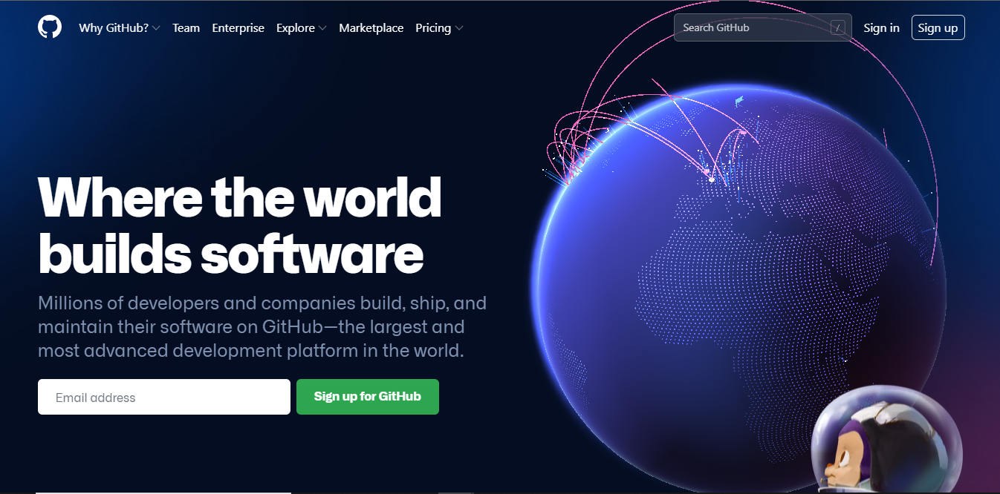 Why GitHub? Team Enterprise Explore Marketplace Pricing Search GitHub / Sign in Sign up
Where the world
builds software
Millions of developers and companies build, ship, and
maintain their software on GitHub—the largest and
most advanced development platform in the world.
Email address Sign up for GitHub